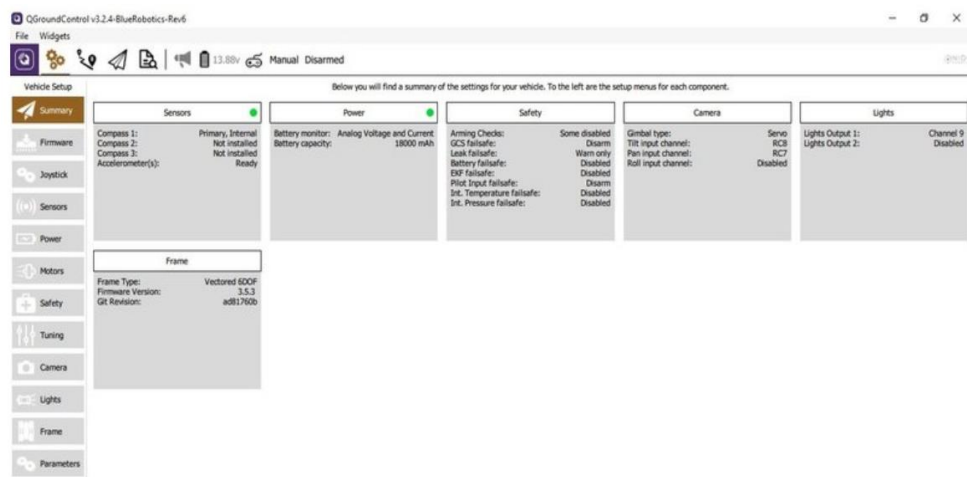 QGroundControl v3.2.4-BlueRobotics-Rev6
File Widgets
13.88v Manual Disarmed
Vehicle Setup
Below you will find a summary of the settings for your vehicle. To the left are the setup menus for each component.
Summary
Firmware
Joystick
Sensors
Power
Motors
Safety
Tuning
Camera
Lights
Frame
Parameters
Sensors
Compass 1: Primary, Internal
Compass 2: Not installed
Compass 3: Not installed
Accelerometer(s): Ready
Power
Battery monitor: Analog Voltage and Current
Battery capacity: 18000 mAh
Safety
Arming Checks: Some disabled
GCS failsafe: Disarm
Leak failsafe: Warn only
Battery failsafe: Disabled
EKF failsafe: Disabled
Pilot Input failsafe: Disarm
Int. Temperature failsafe: Disabled
Int. Pressure failsafe: Disabled
Camera
Gimbal type: Servo
Tilt input channel: RC8
Pan input channel: RC7
Roll input channel: Disabled
Lights
Lights Output 1: Channel 9
Lights Output 2: Disabled
Frame
Frame Type: Vectored 6DOF
Firmware Version: 3.5.3
Git Revision: ad81760b